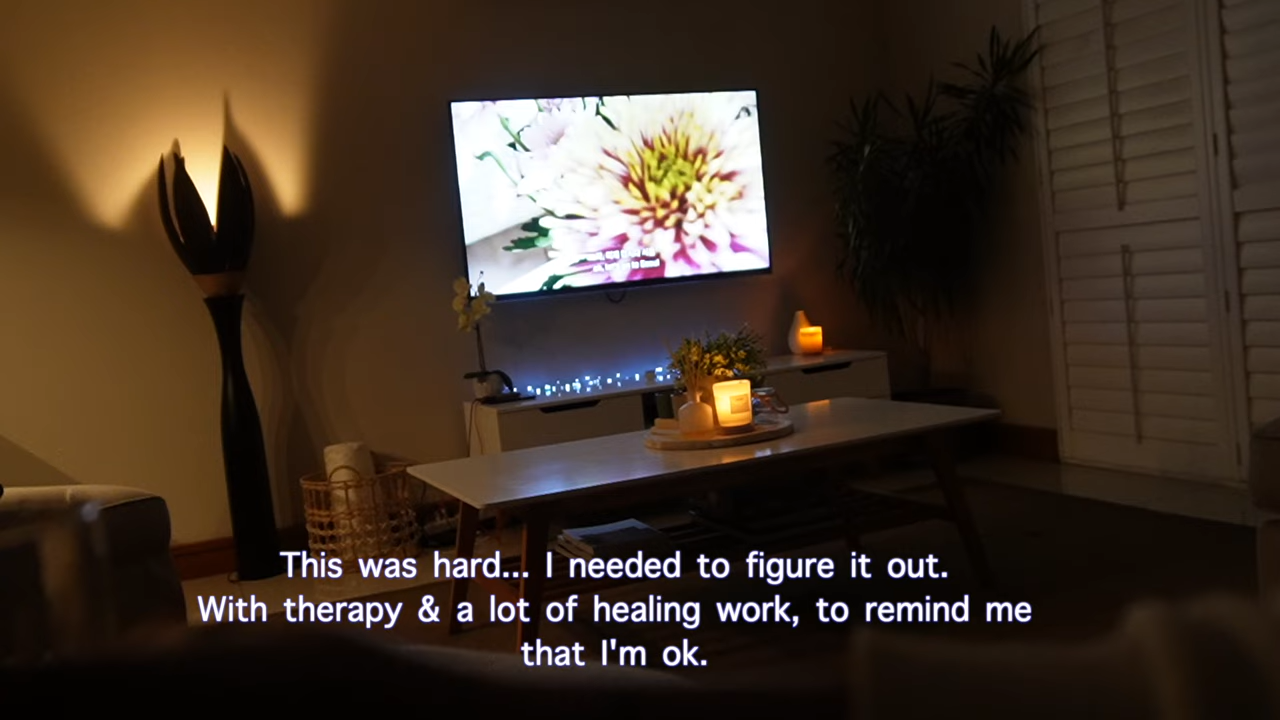 This was hard... I needed to figure it out.
With therapy & a lot of healing work, to remind me
that I'm ok.